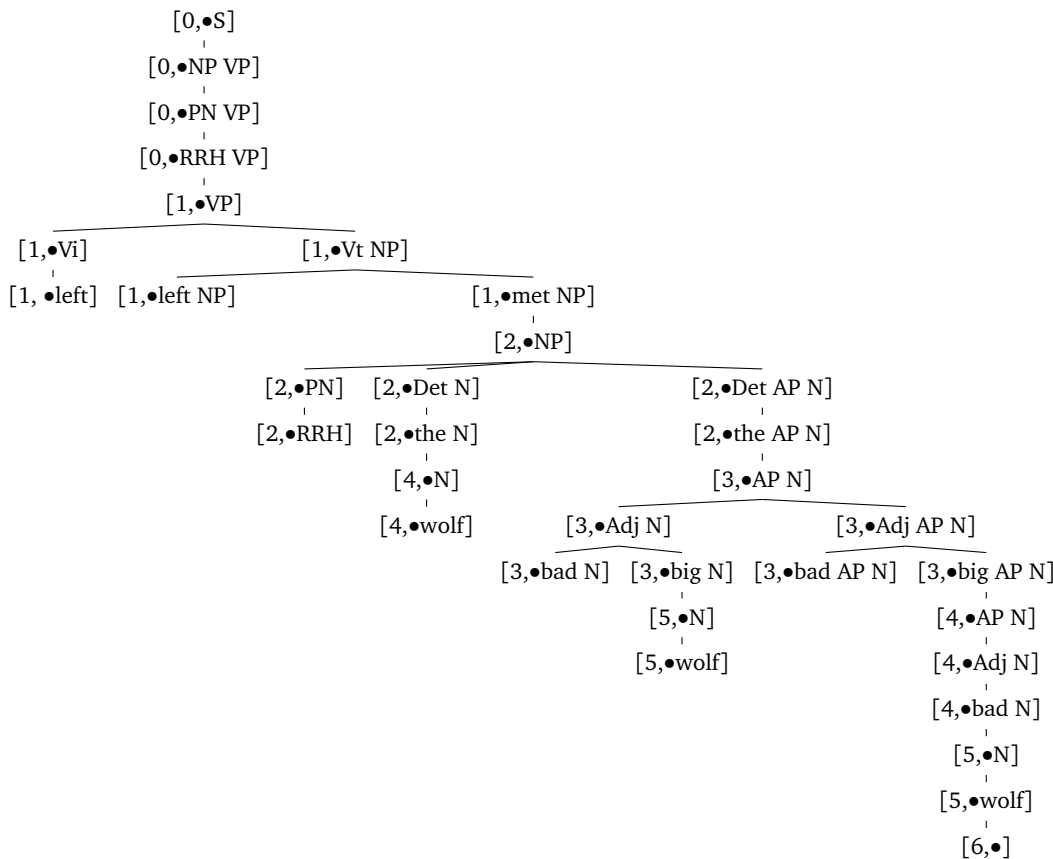 [0,●S]
[0,●NP VP]
[0,●PN VP]
[0,●RRH VP]
[1,●VP]
[1,●Vi] [1,●Vt NP]
[1, ●left] [1,●left NP] [1,●met NP]
[2,●NP]
[2,●PN] [2,●Det N] [2,●Det AP N]
[2,●RRH] [2,●the N] [2,●the AP N]
[4,●N] [3,●AP N]
[4,●wolf] [3,●Adj N] [3,●Adj AP N]
[3,●bad N] [3,●big N] [3,●bad AP N] [3,●big AP N]
[5,●N] [4,●AP N]
[5,●wolf] [4,●Adj N]
[4,●bad N]
[5,●N]
[5,●wolf]
[6,●]